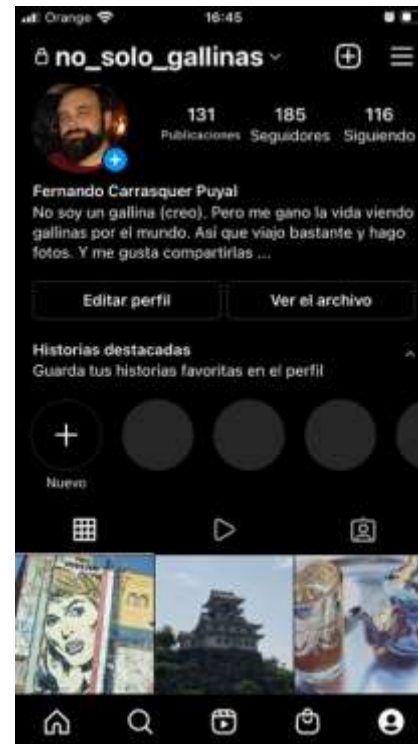 Orange
16:45
no_solo_gallinas
131 185 116
Publicaciones Seguidores Siguiendo
Fernando Carrasquer Puyal
No soy un gallina (creo). Pero me gano la vida viendo
gallinas por el mundo. Asi que viajo bastante y hago
fotos. Y me gusta compartirlas ...
Editar perfil
Ver el archivo
Historias destacadas
Guarda tus historias favoritas en el perfil
Nuevo